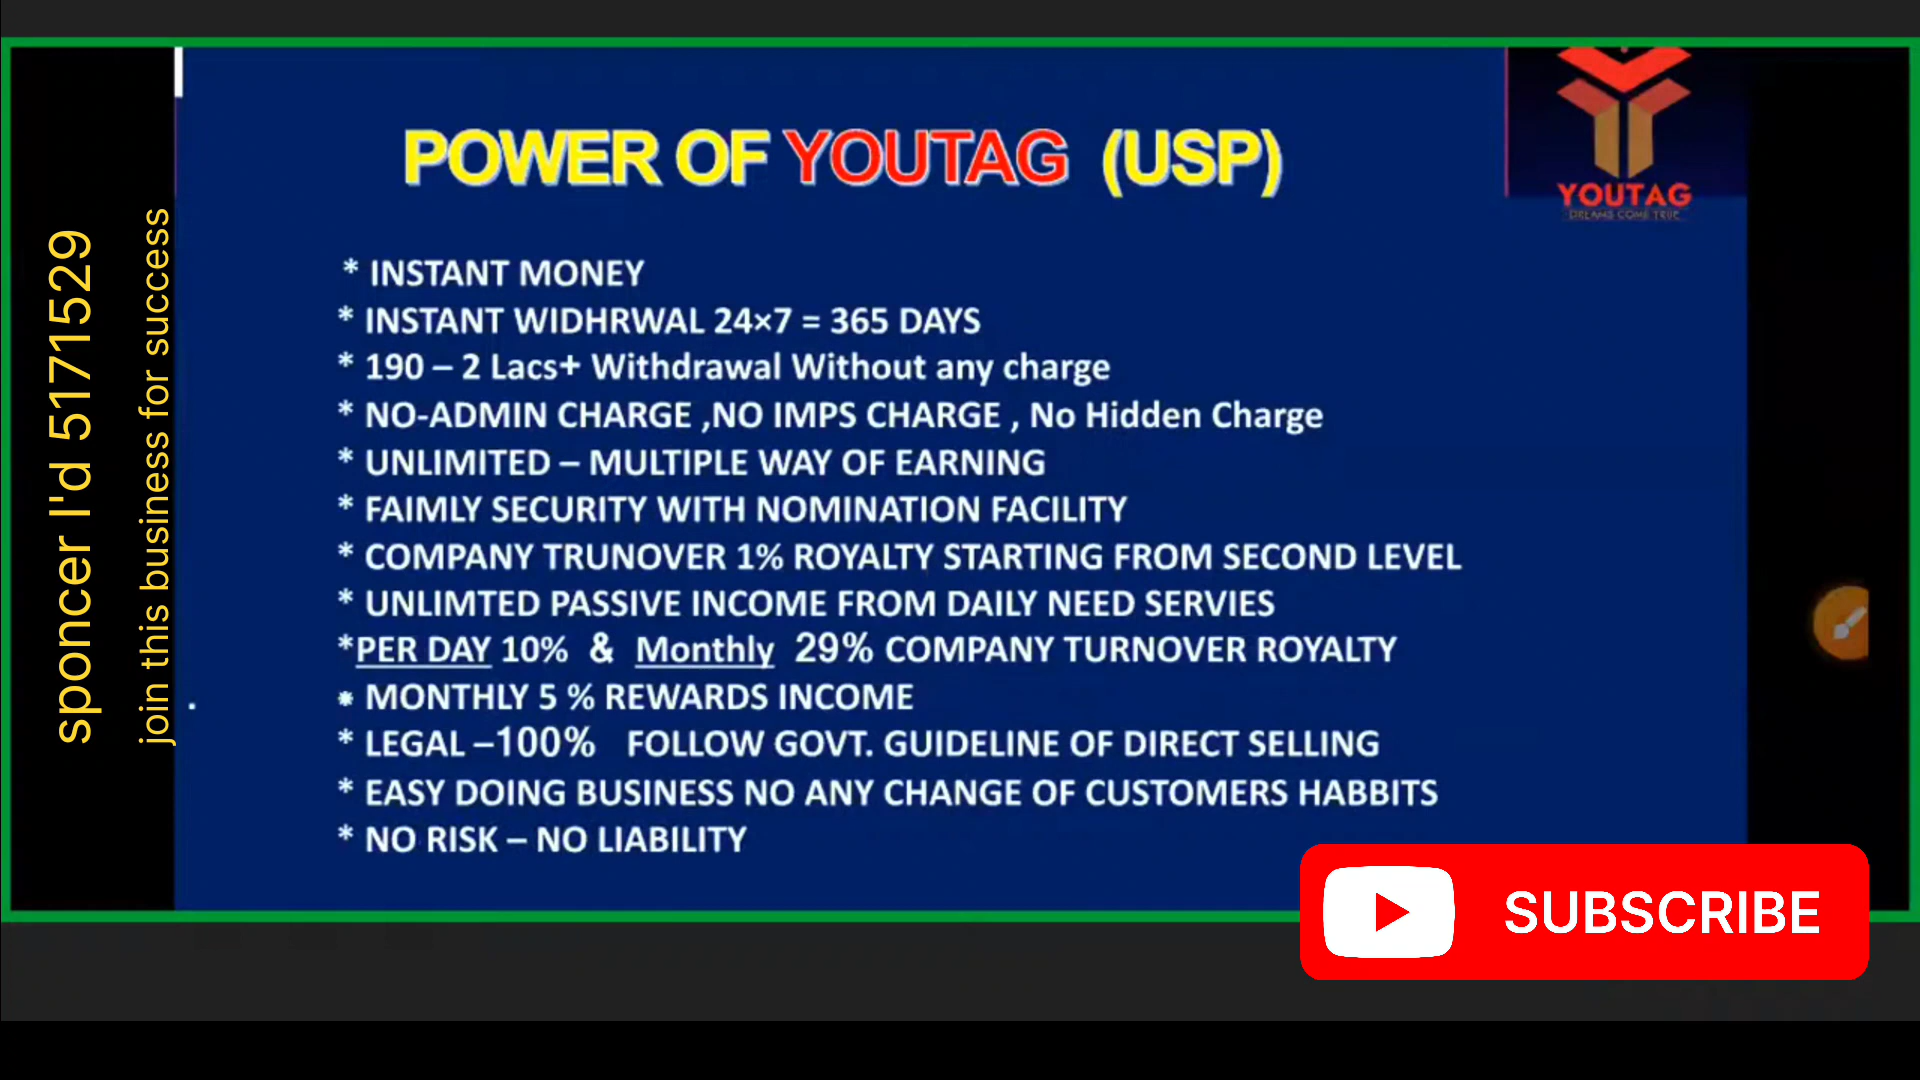 POWER OF YOUTAG (USP)
YOUTAG
DREAMS COME TRUE
sponcer I'd 5171529
join this business for success
* INSTANT MONEY
* INSTANT WIDHRWAL 24×7 = 365 DAYS
* 190 – 2 Lacs+ Withdrawal Without any charge
* NO-ADMIN CHARGE ,NO IMPS CHARGE , No Hidden Charge
* UNLIMITED – MULTIPLE WAY OF EARNING
* FAIMLY SECURITY WITH NOMINATION FACILITY
* COMPANY TRUNOVER 1% ROYALTY STARTING FROM SECOND LEVEL
* UNLIMTED PASSIVE INCOME FROM DAILY NEED SERVIES
*PER DAY 10% & Monthly 29% COMPANY TURNOVER ROYALTY
* MONTHLY 5 % REWARDS INCOME
* LEGAL –100% FOLLOW GOVT. GUIDELINE OF DIRECT SELLING
* EASY DOING BUSINESS NO ANY CHANGE OF CUSTOMERS HABBITS
* NO RISK – NO LIABILITY
SUBSCRIBE